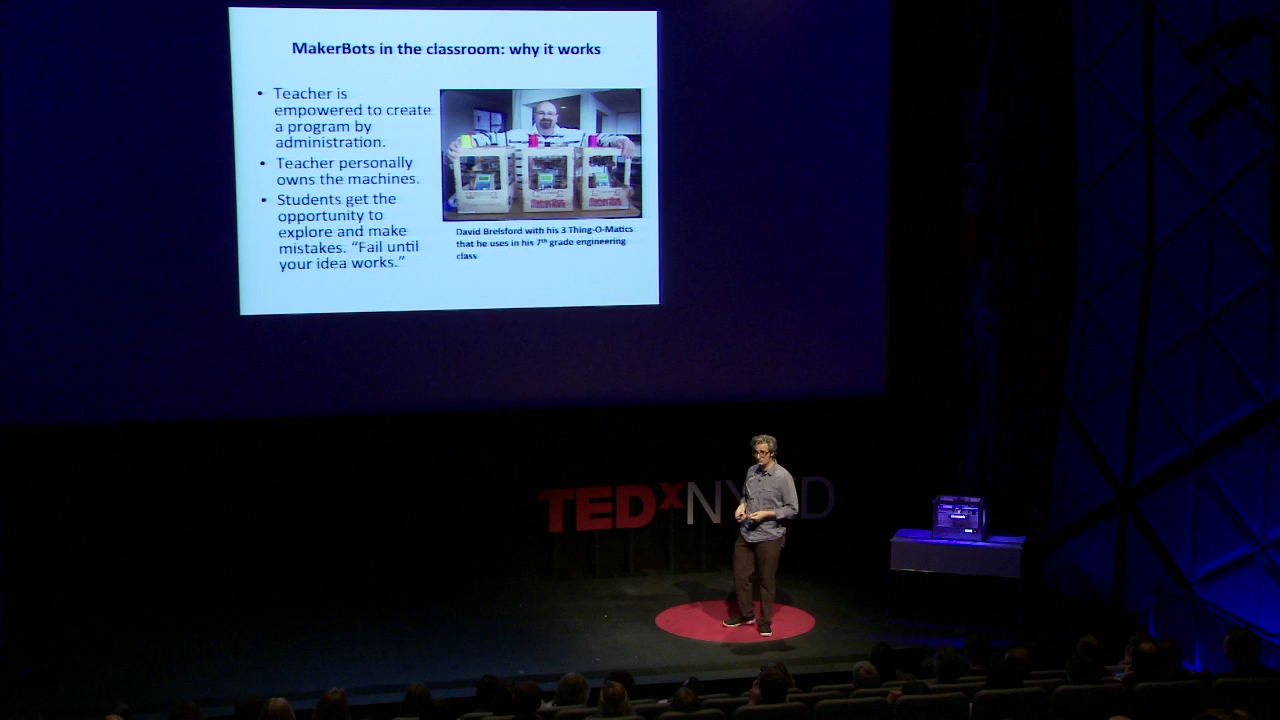 MakerBots in the classroom: why it works
• Teacher is
empowered to create
a program by
administration.
• Teacher personally
owns the machines.
• Students get the
opportunity to
explore and make
mistakes. "Fail until
your idea works."
David Brelsford with his 3 Thing-O-Matics
that he uses in his 7th grade engineering
class
TEDxNYED